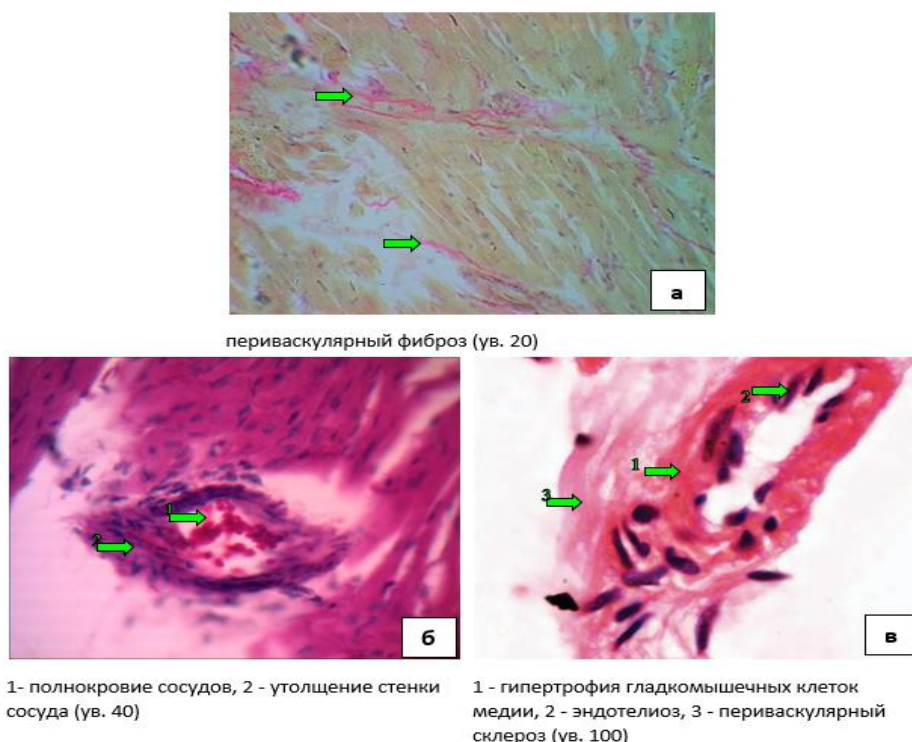 а
периваскулярный фиброз (ув. 20)
1
2
б
2
1
3
в
1- полнокровие сосудов, 2 - утолщение стенки
сосуда (ув. 40)
1 - гипертрофия гладкомышечных клеток
медии, 2 - эндотелиоз, 3 - периваскулярный
склероз (ув. 100)